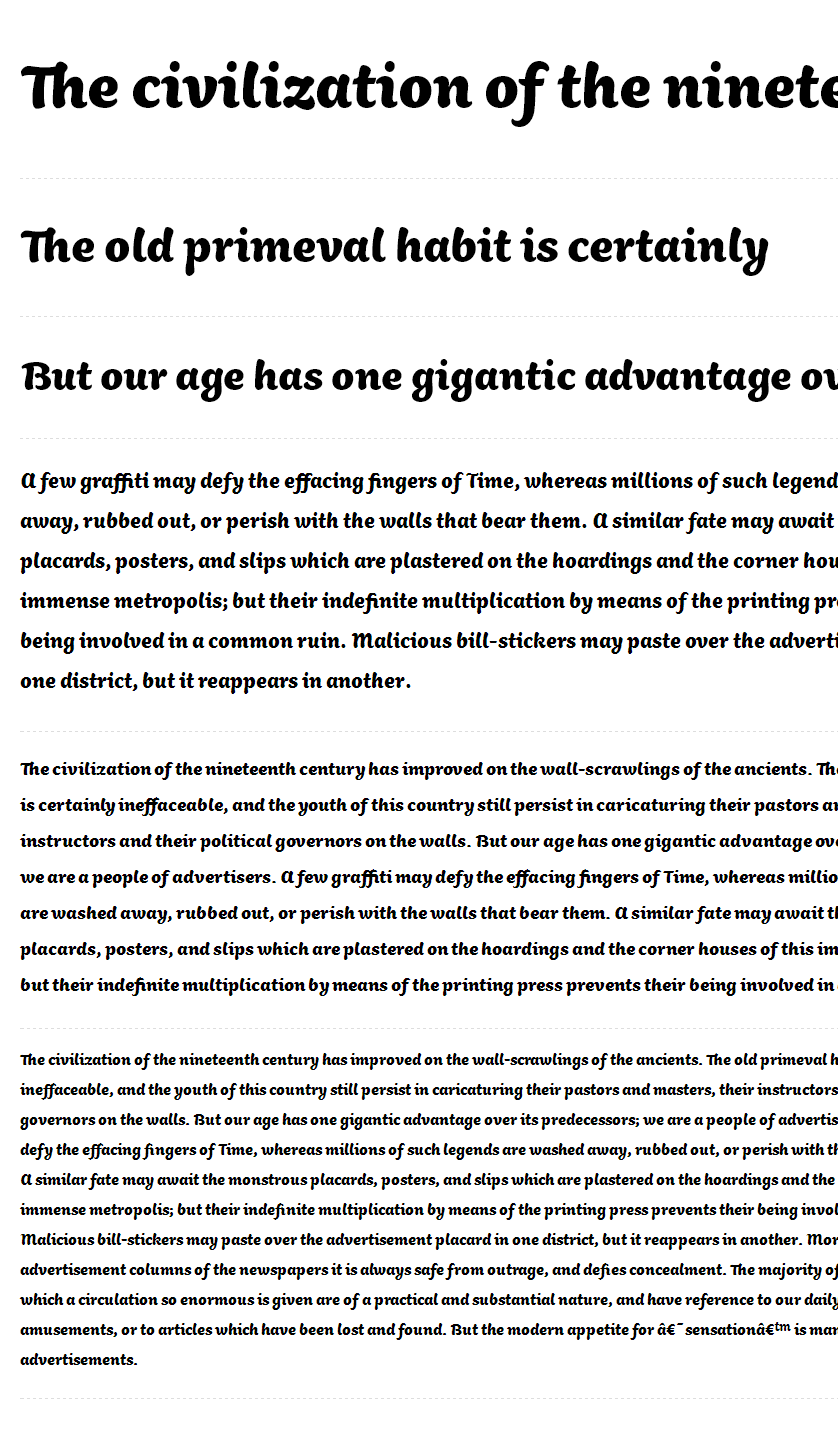 The civilization of the ninete
The old primeval habit is certainly
But our age has one gigantic advantage ov
A few graffiti may defy the effacing fingers of Time, whereas millions of such legend
away, rubbed out, or perish with the walls that bear them. A similar fate may await
placards, posters, and slips which are plastered on the hoardings and the corner hou
immense metropolis; but their indefinite multiplication by means of the printing pr
being involved in a common ruin. Malicious bill-stickers may paste over the adverti
one district, but it reappears in another.
The civilization of the nineteenth century has improved on the wall-scrawlings of the ancients. The
is certainly ineffaceable, and the youth of this country still persist in caricaturing their pastors an
instructors and their political governors on the walls. But our age has one gigantic advantage ove
we are a people of advertisers. A few graffiti may defy the effacing fingers of Time, whereas millio
are washed away, rubbed out, or perish with the walls that bear them. A similar fate may await th
placards, posters, and slips which are plastered on the hoardings and the corner houses of this im
but their indefinite multiplication by means of the printing press prevents their being involved in
The civilization of the nineteenth century has improved on the wall-scrawlings of the ancients. The old primeval h
ineffaceable, and the youth of this country still persist in caricaturing their pastors and masters, their instructors
governors on the walls. But our age has one gigantic advantage over its predecessors; we are a people of advertis
defy the effacing fingers of Time, whereas millions of such legends are washed away, rubbed out, or perish with th
A similar fate may await the monstrous placards, posters, and slips which are plastered on the hoardings and the
immense metropolis; but their indefinite multiplication by means of the printing press prevents their being invol
Malicious bill-stickers may paste over the advertisement placard in one district, but it reappears in another. Mor
advertisement columns of the newspapers it is always safe from outrage, and defies concealment. The majority of
which a circulation so enormous is given are of a practical and substantial nature, and have reference to our daily
amusements, or to articles which have been lost and found. But the modern appetite for â€˜sensationâ€™ is mar
advertisements.